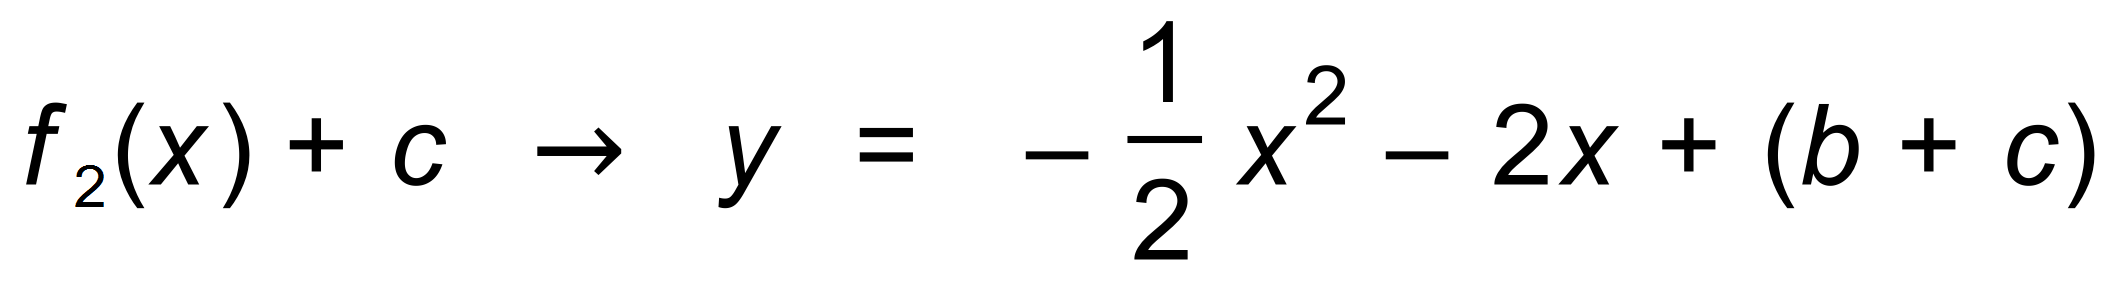 f₂(x) + c → y = –½x² – 2x + (b + c)